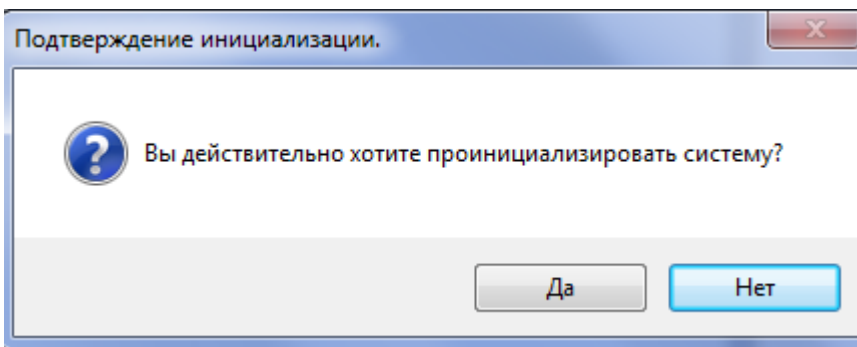 Подтверждение инициализации.
Вы действительно хотите проинициализировать систему?
Да
Нет